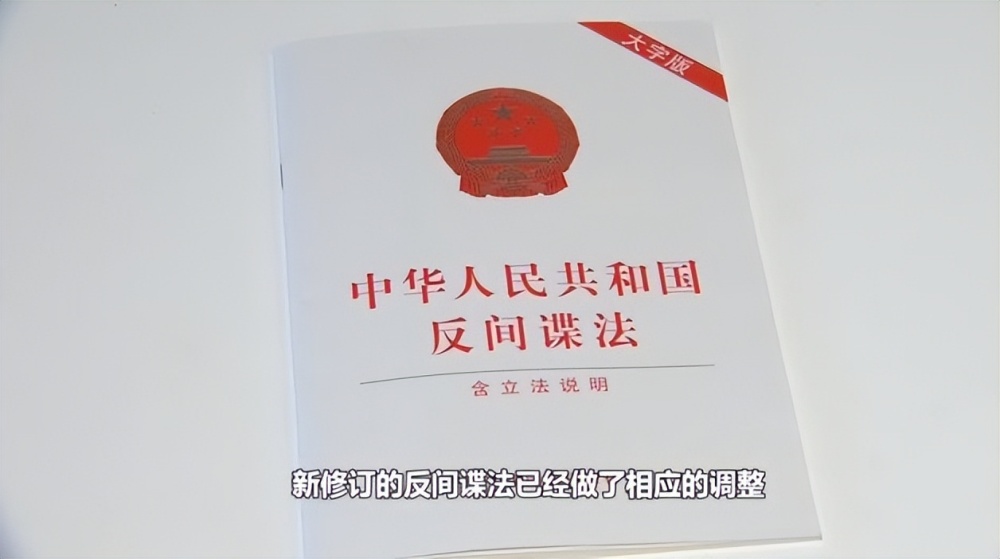 大字版
中华人民共和国
反间谍法
含立法说明
新修订的反间谍法已经做了相应的调整